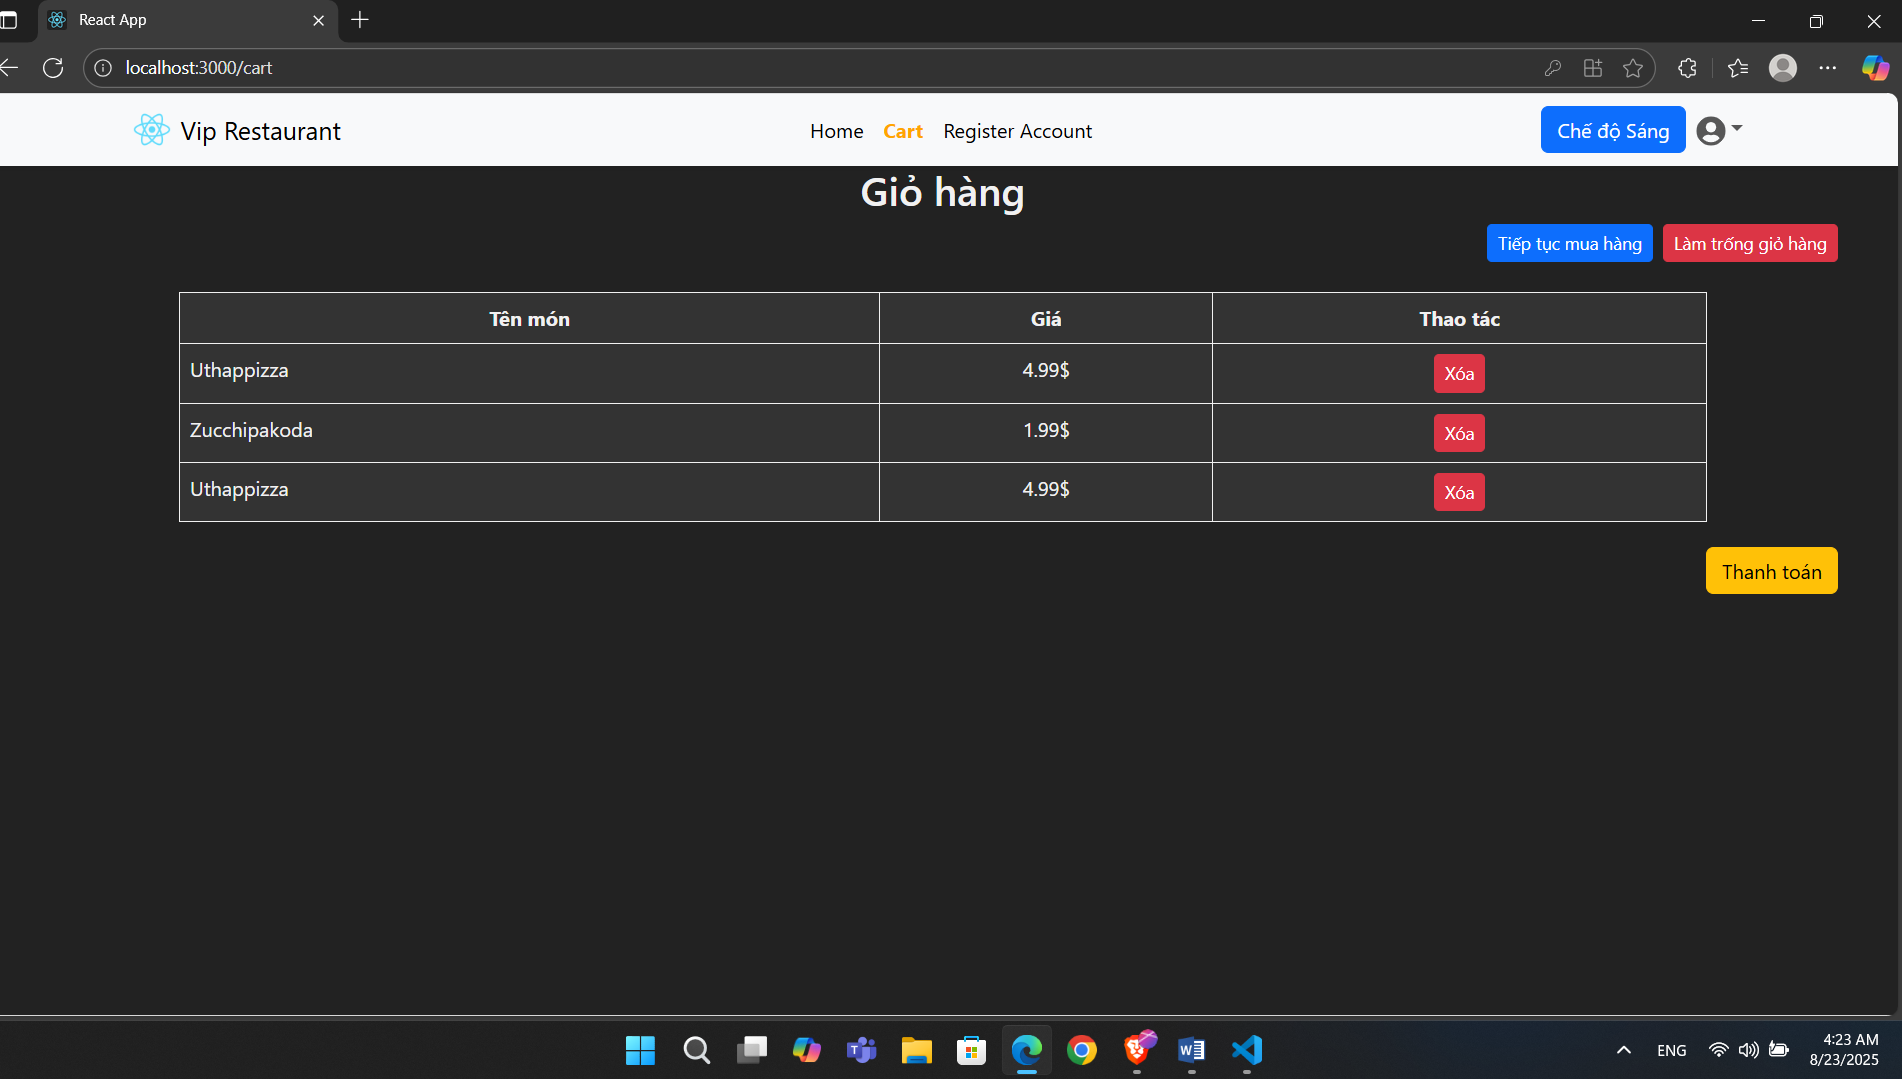 React App
localhost:3000/cart
Vip Restaurant
Home Cart Register Account
Chế độ Sáng
Giỏ hàng
Tiếp tục mua hàng Làm trống giỏ hàng
Tên món Giá Thao tác
Uthappizza 4.99$ Xóa
Zucchipakoda 1.99$ Xóa
Uthappizza 4.99$ Xóa
Thanh toán
ENG
4:23 AM
8/23/2025